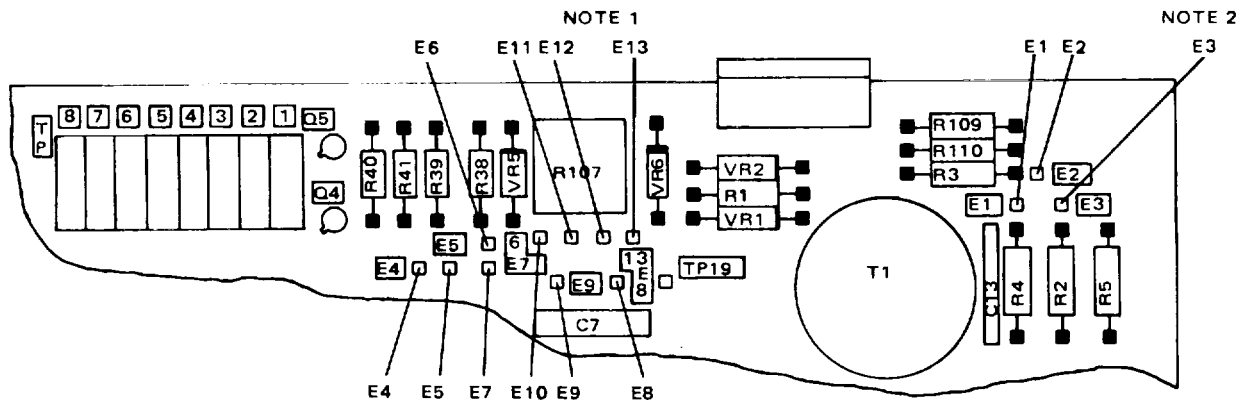 NOTE 1
NOTE 2
E6 E11 E12 E13 E1 E2 E3
TP 8 7 6 5 4 3 2 1 Q5
Q4
R40 R41 R39 R38 VR5 R107 VR6
VR2
R1
VR1
R109
R110
R3
E2
E1 E3
E5 6 13
E4 E7 E9 E8 TP19
C7
T1
C13 R4 R2 R5
E4 E5 E7 E10 E9 E8